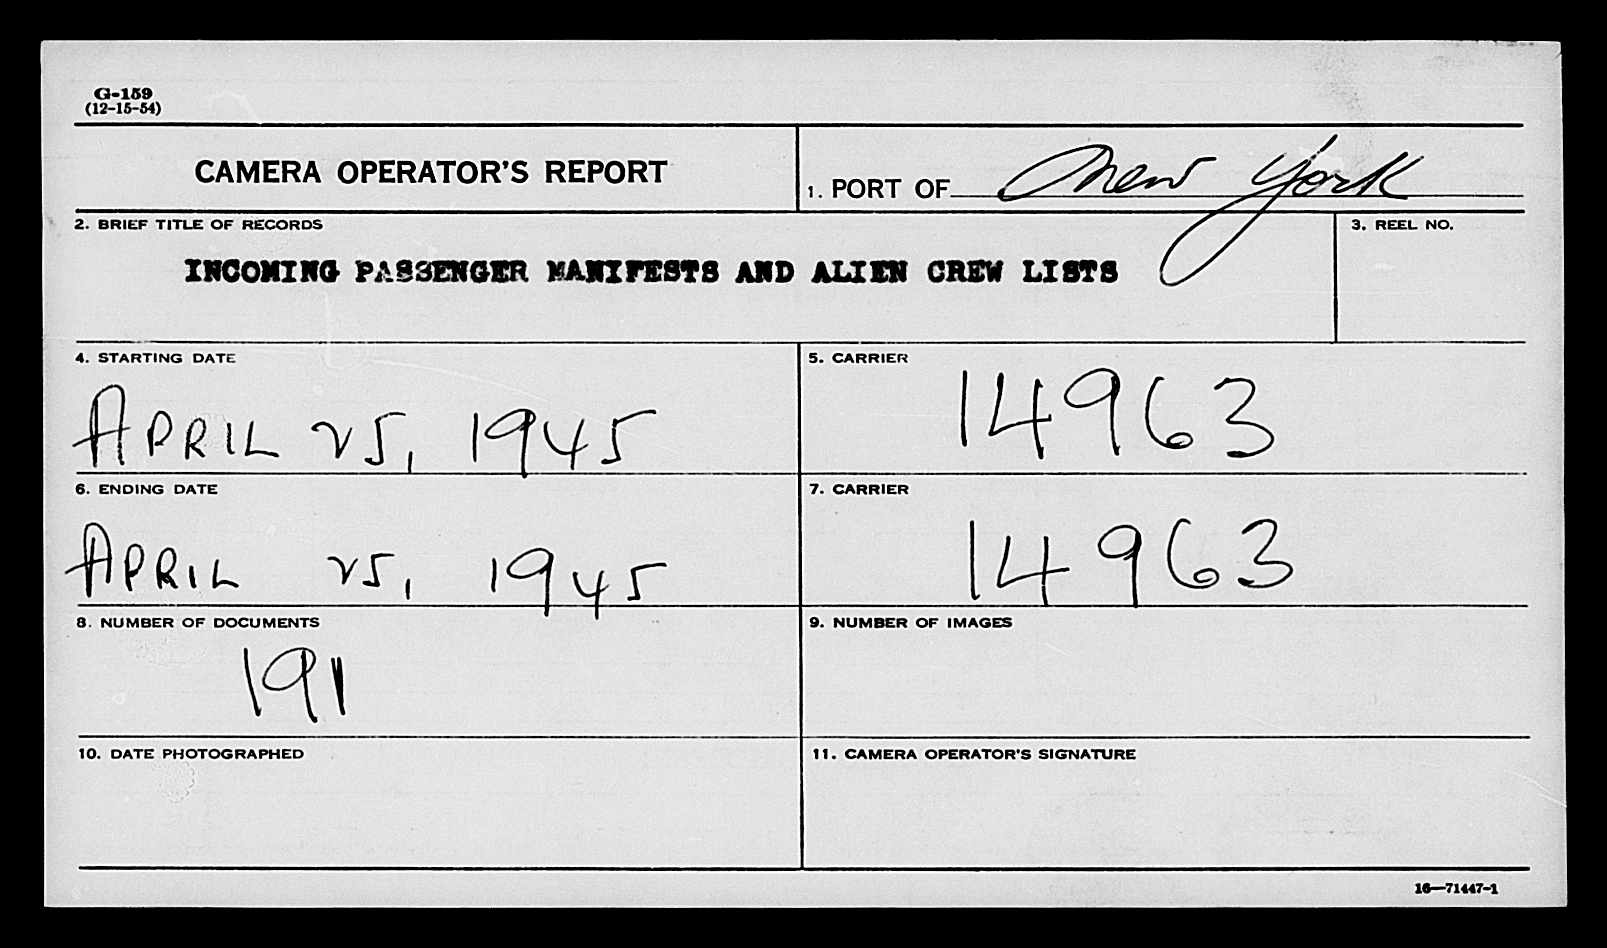 G-159
(12-15-54)
CAMERA OPERATOR'S REPORT
1. PORT OF New York
2. BRIEF TITLE OF RECORDS
3. REEL NO.
INCOMING PASSENGER MANIFESTS AND ALIEN CREW LISTS
4. STARTING DATE
5. CARRIER
APRIL 25, 1945
14963
6. ENDING DATE
7. CARRIER
APRIL 25, 1945
14963
8. NUMBER OF DOCUMENTS
9. NUMBER OF IMAGES
191
10. DATE PHOTOGRAPHED
11. CAMERA OPERATOR'S SIGNATURE
16—71447-1